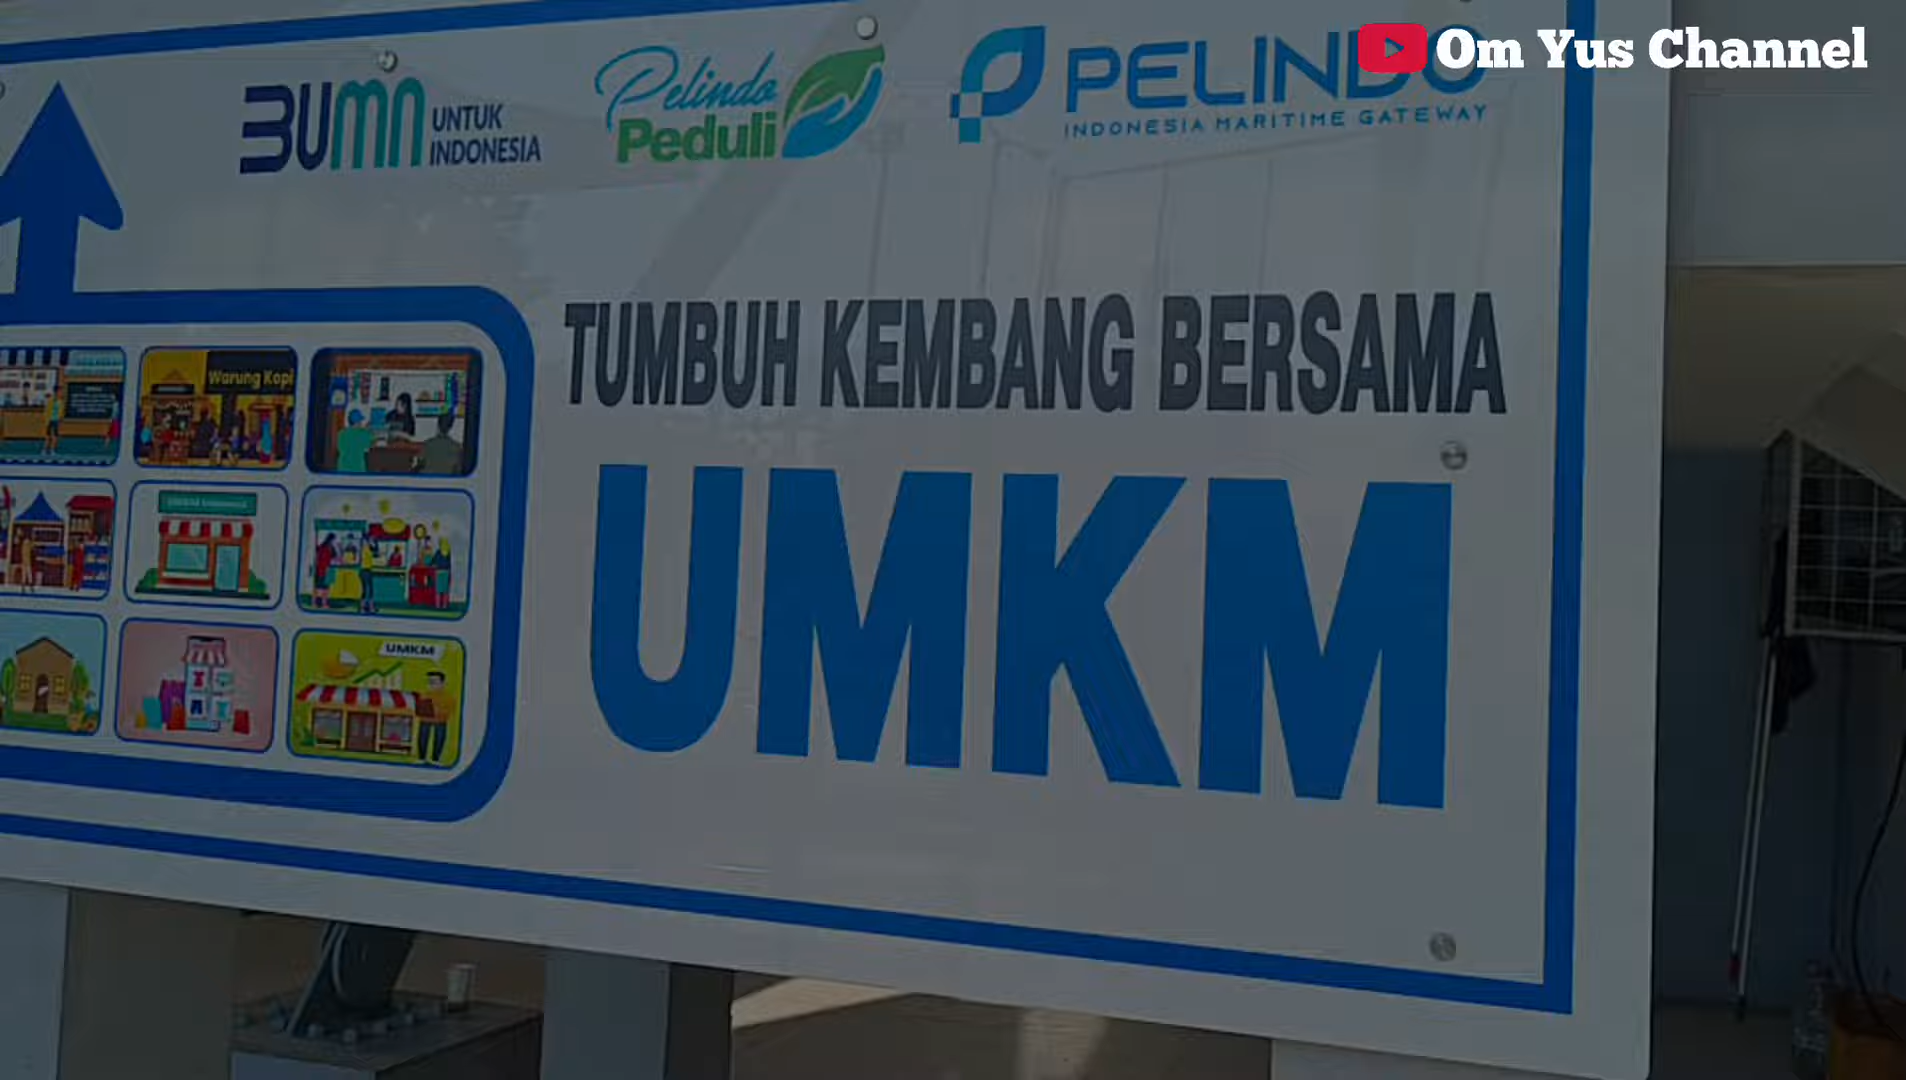 Om Yus Channel
BUMN UNTUK INDONESIA
Pelindo Peduli
PELINDO
INDONESIA MARITIME GATEWAY
TUMBUH KEMBANG BERSAMA
UMKM
Warung Kopi
UMKM